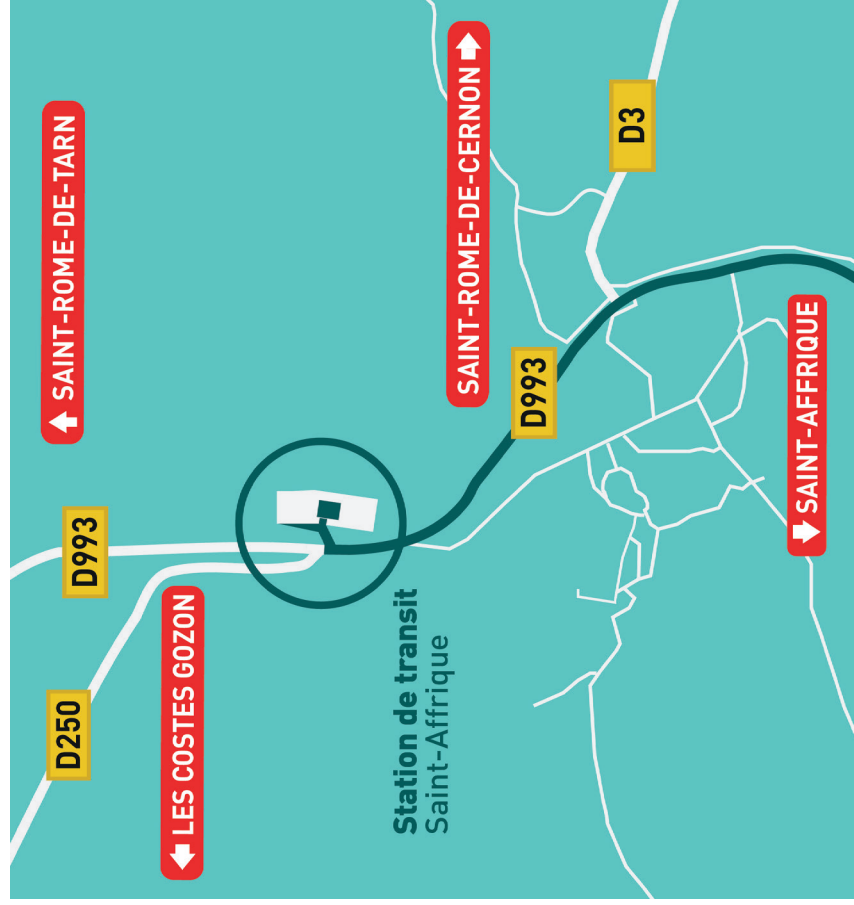 SAINT-ROME-DE-TARN
D993
D250
LES COSTES GOZON
Station de transit
Saint-Affrique
SAINT-ROME-DE-CERNON
D993
D3
SAINT-AFFRIQUE